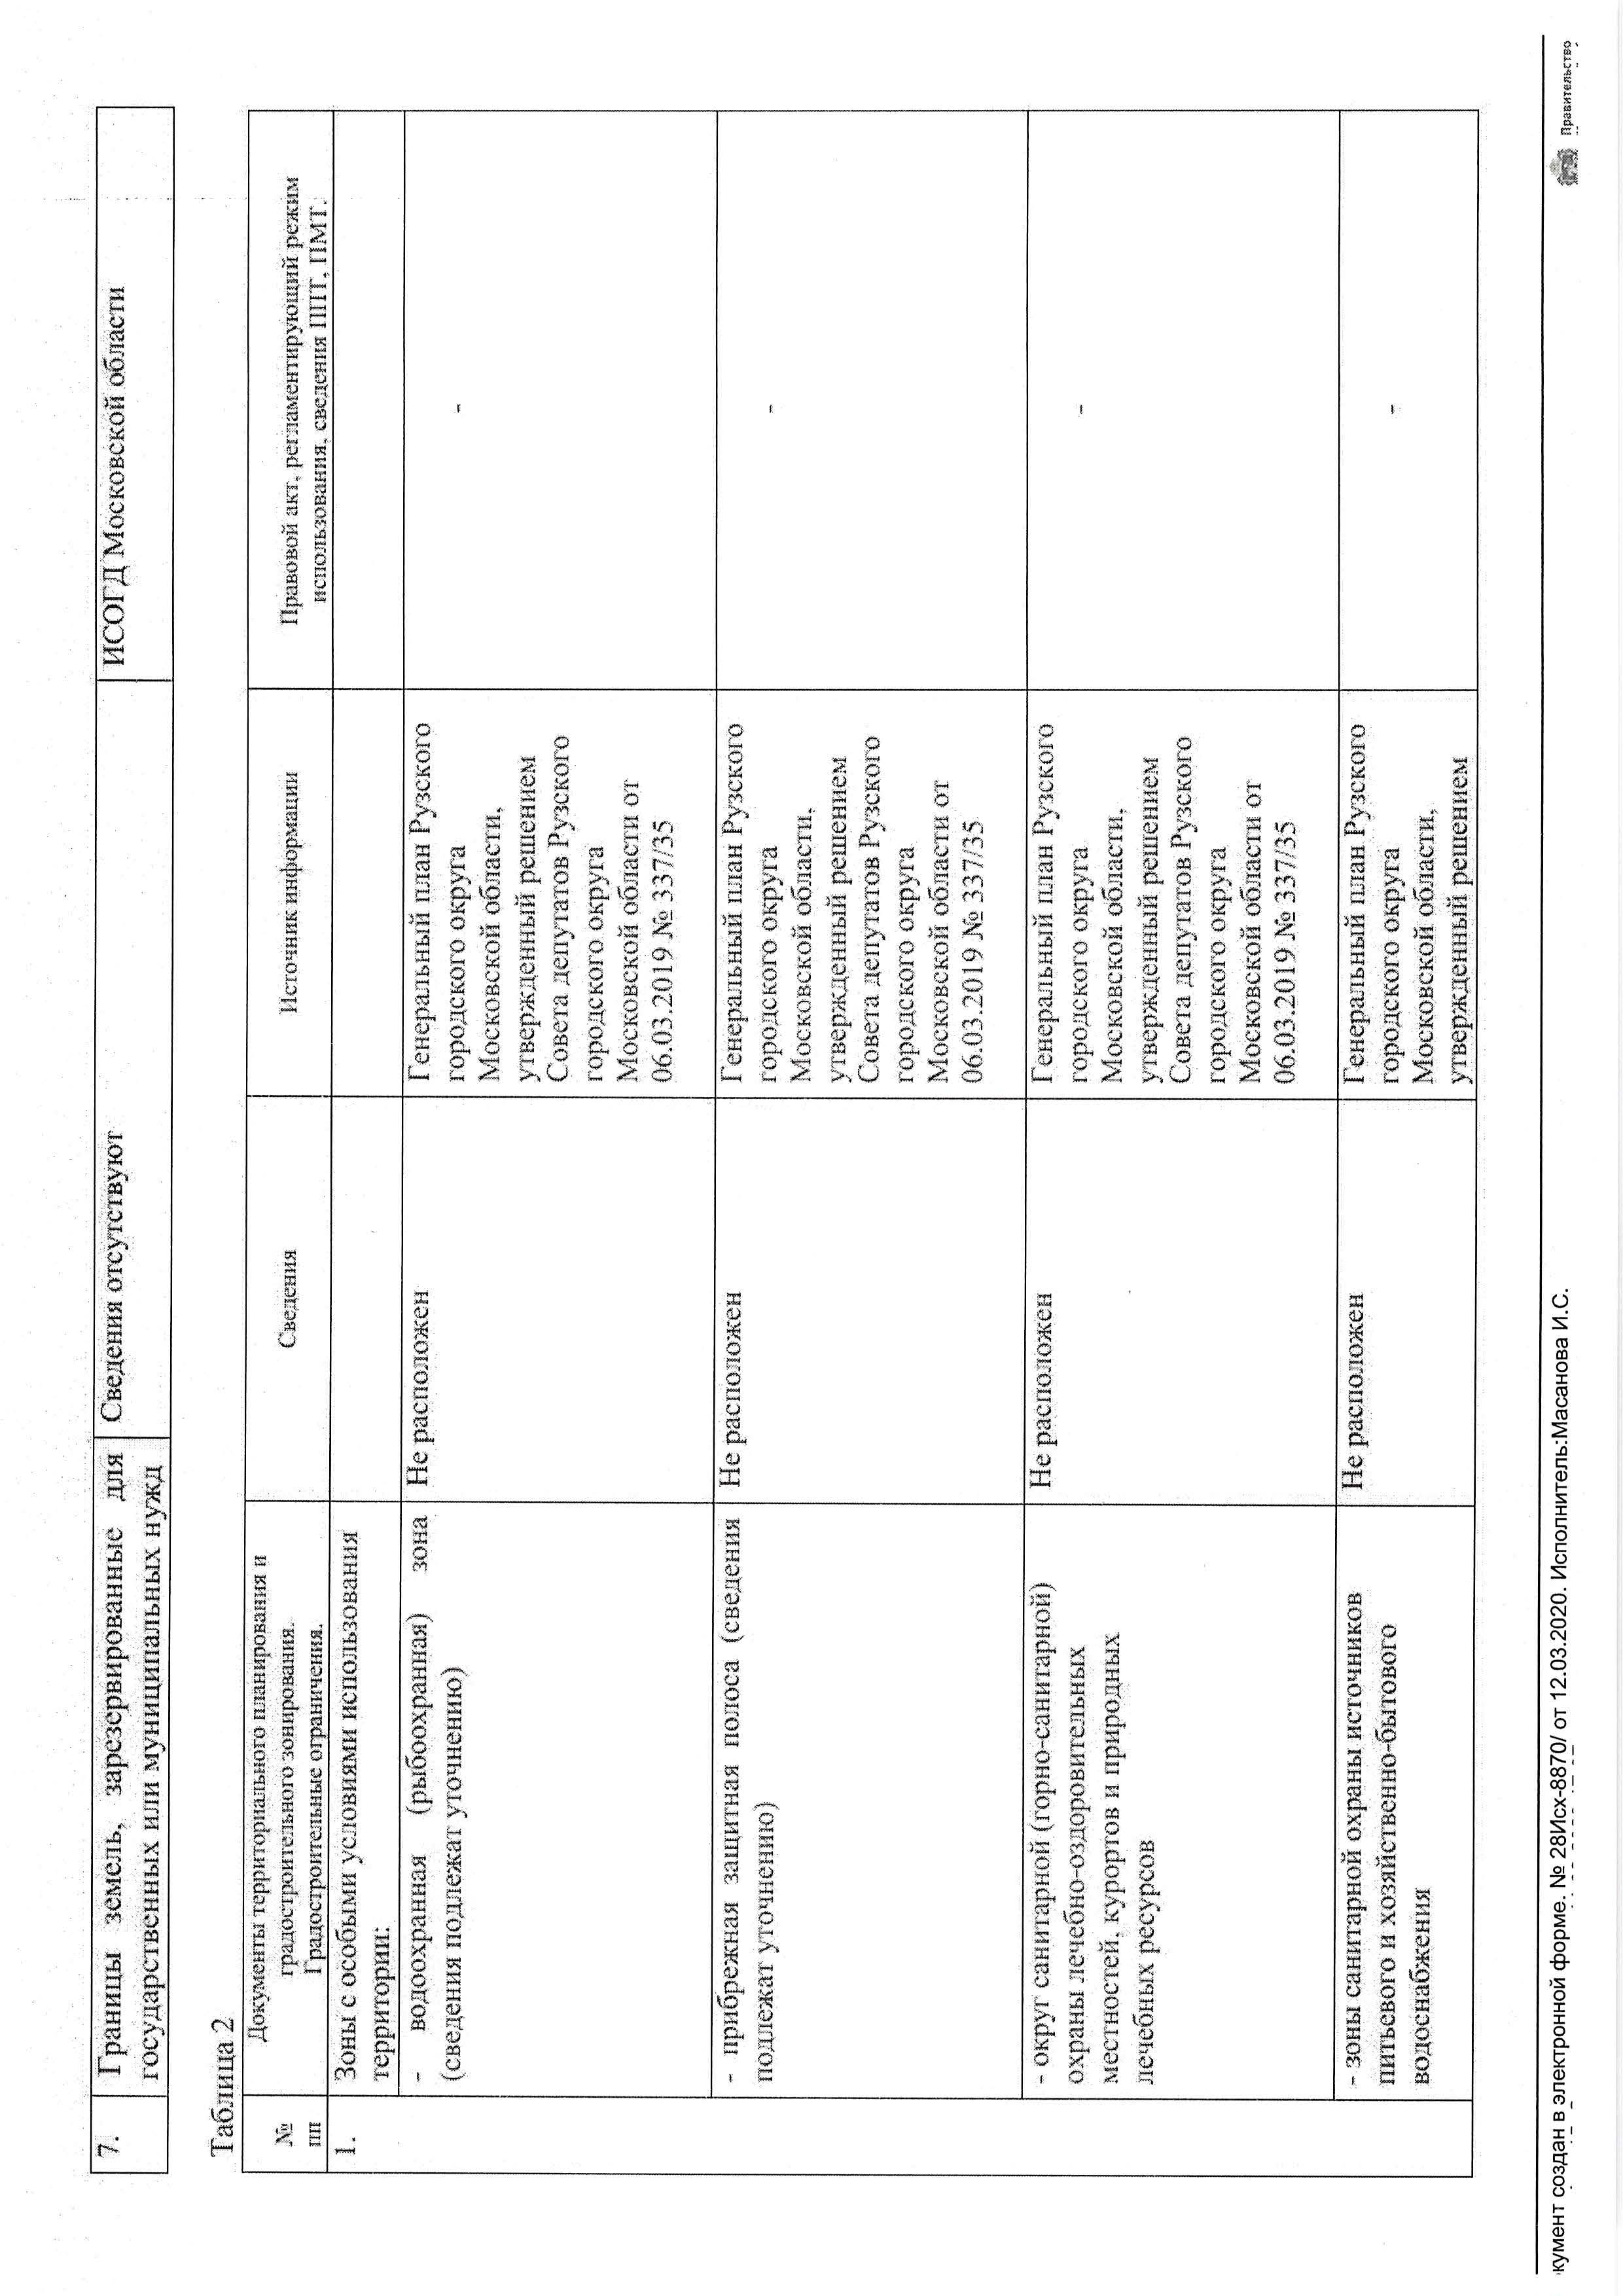 7.
Границы земель, зарезервированные для
государственных или муниципальных нужд
Сведения отсутствуют
ИСОГД Московской области
Таблица 2
№
пп
Документы территориального планирования и
градостроительного зонирования.
Градостроительные ограничения.
Сведения
Источник информации
Правовой акт, регламентирующий режим
использования, сведения ППТ, ПМТ.
1.
Зоны с особыми условиями использования
территории:
- водоохранная (рыбоохранная) зона
(сведения подлежат уточнению)
Не расположен
Генеральный план Рузского
городского округа
Московской области,
утвержденный решением
Совета депутатов Рузского
городского округа
Московской области от
06.03.2019 № 337/35
-
- прибрежная защитная полоса (сведения
подлежат уточнению)
Не расположен
Генеральный план Рузского
городского округа
Московской области,
утвержденный решением
Совета депутатов Рузского
городского округа
Московской области от
06.03.2019 № 337/35
-
- округ санитарной (горно-санитарной)
охраны лечебно-оздоровительных
местностей, курортов и природных
лечебных ресурсов
Не расположен
Генеральный план Рузского
городского округа
Московской области,
утвержденный решением
Совета депутатов Рузского
городского округа
Московской области от
06.03.2019 № 337/35
-
- зоны санитарной охраны источников
питьевого и хозяйственно-бытового
водоснабжения
Не расположен
Генеральный план Рузского
городского округа
Московской области,
утвержденный решением
-
кумент создан в электронной форме. № 28Исх-8870/ от 12.03.2020. Исполнитель:Масанова И.С.
Правительство